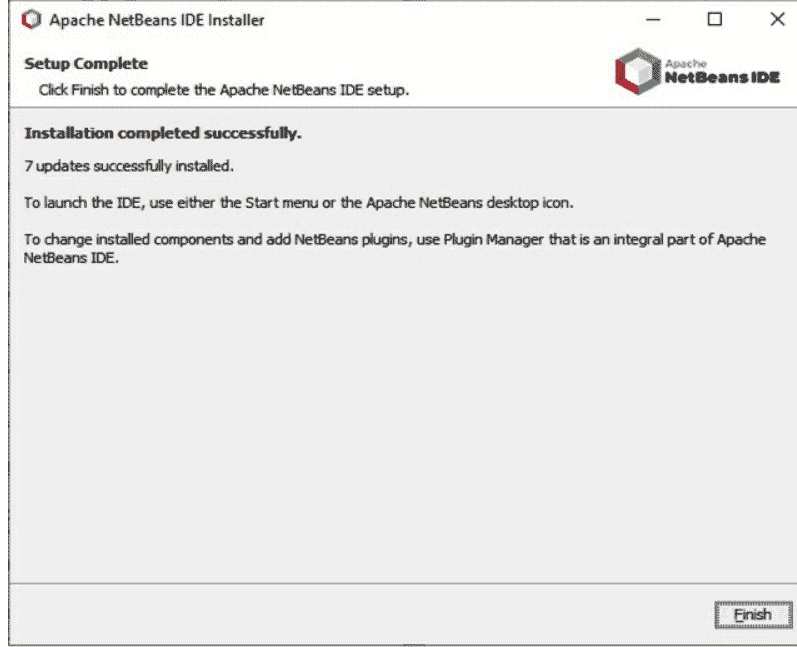 Apache NetBeans IDE Installer
Setup Complete
Click Finish to complete the Apache NetBeans IDE setup.
Apache
NetBeans IDE
Installation completed successfully.
7 updates successfully installed.
To launch the IDE, use either the Start menu or the Apache NetBeans desktop icon.
To change installed components and add NetBeans plugins, use Plugin Manager that is an integral part of Apache
NetBeans IDE.
Finish